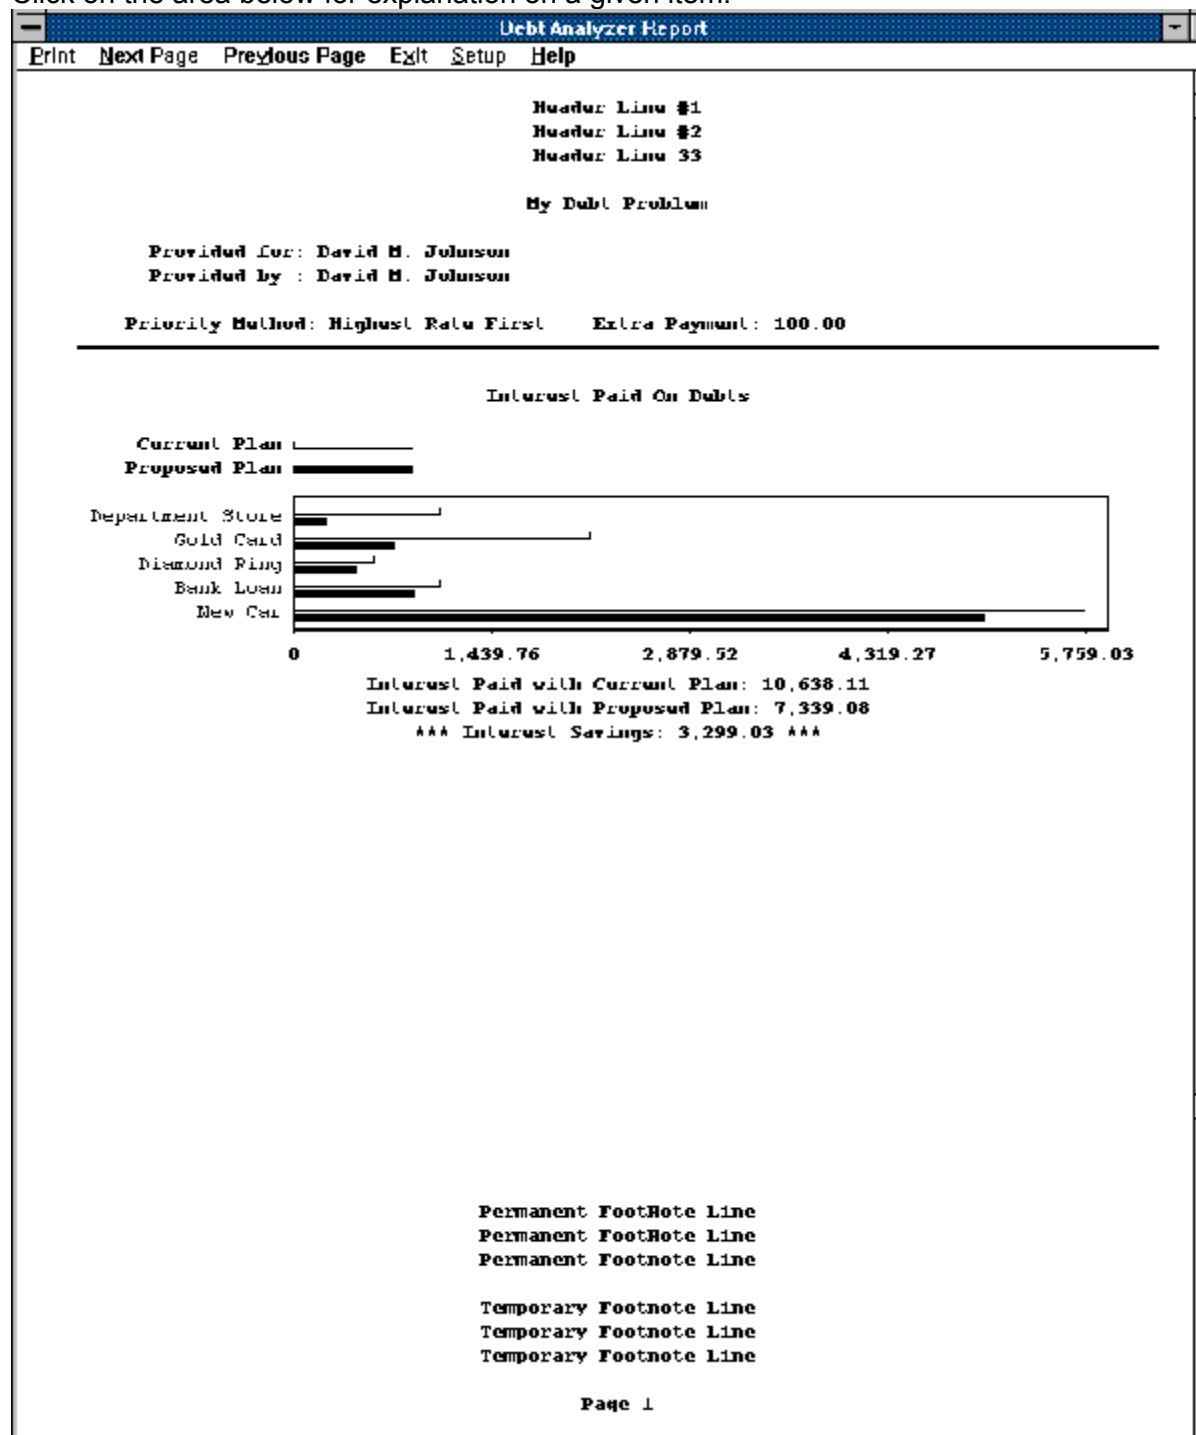 Click on the area below for explanation on a given item.
Debt Analyzer Report
Print Next Page Previous Page Exit Setup Help
Header Line #1
Header Line #2
Header Line 33
My Debt Problem
Provided for: David M. Johnson
Provided by : David M. Johnson
Priority Method: Highest Rate First Extra Payment: 100.00
Interest Paid On Debts
Current Plan
Proposed Plan
Department Store
Gold Card
Diamond Ring
Bank Loan
New Car
0 1,439.76 2,879.52 4,319.27 5,759.03
Interest Paid with Current Plan: 10,638.11
Interest Paid with Proposed Plan: 7,339.08
*** Interest Savings: 3,299.03 ***
Permanent FootNote Line
Permanent FootNote Line
Permanent Footnote Line
Temporary Footnote Line
Temporary Footnote Line
Temporary Footnote Line
Page 1